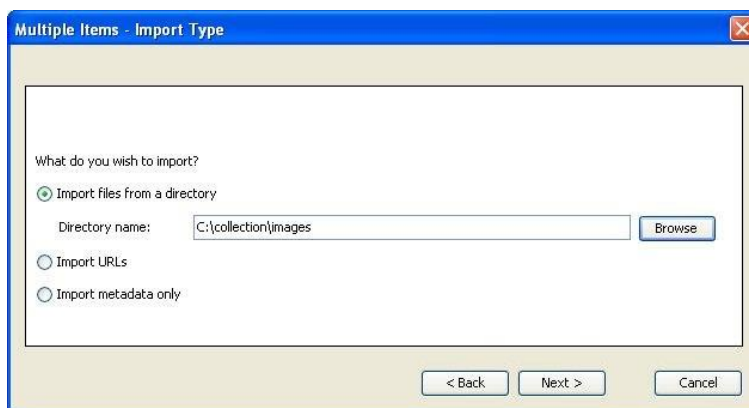 Multiple Items - Import Type
What do you wish to import?
Import files from a directory
Directory name: C:\collection\images Browse
Import URLs
Import metadata only
< Back Next > Cancel